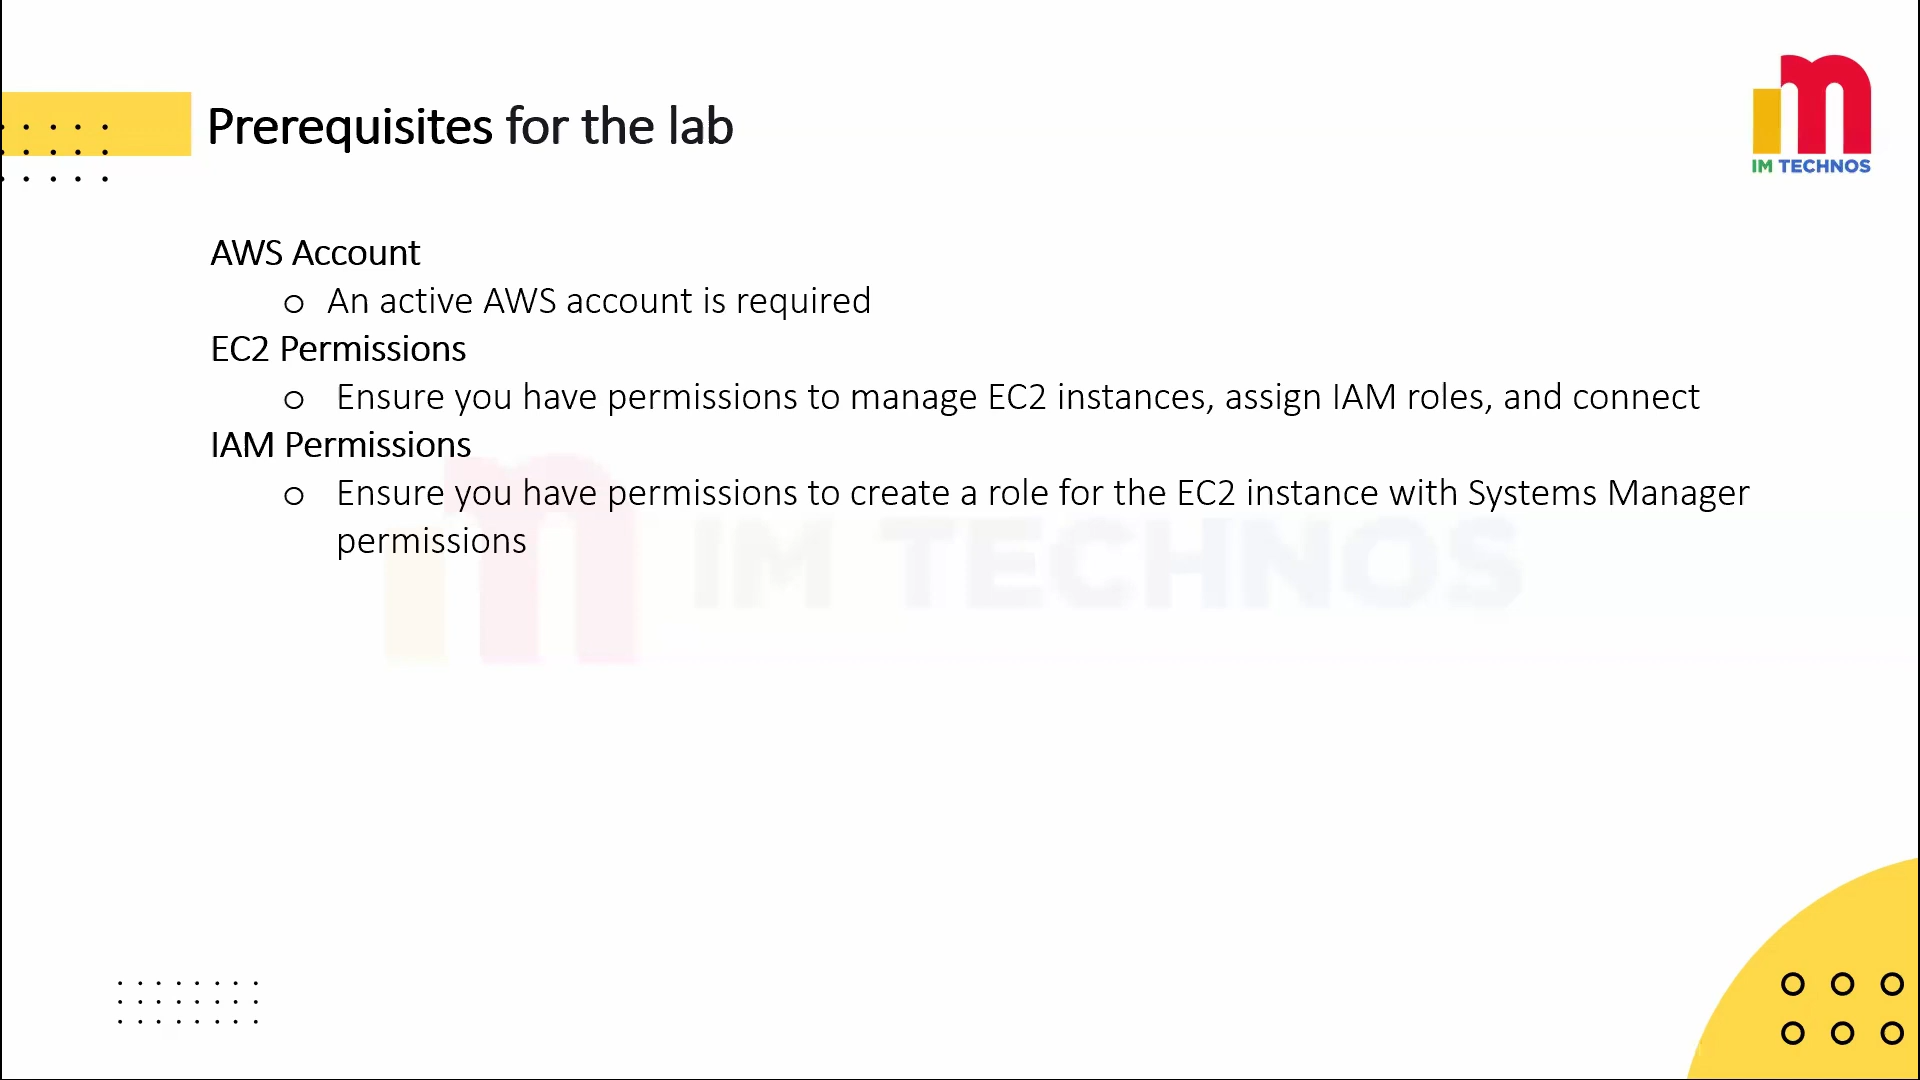 Prerequisites for the lab
IM TECHNOS
AWS Account
o An active AWS account is required
EC2 Permissions
o Ensure you have permissions to manage EC2 instances, assign IAM roles, and connect
IAM Permissions
o Ensure you have permissions to create a role for the EC2 instance with Systems Manager
permissions
IM TECHNOS